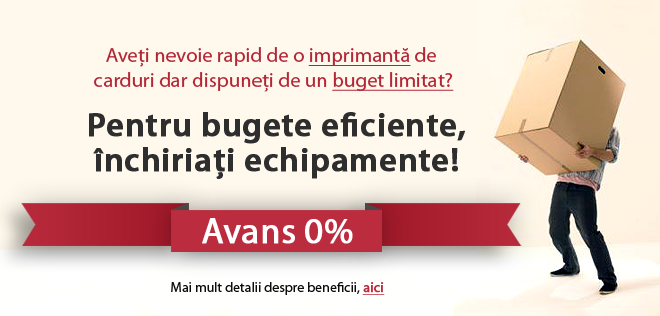 Aveți nevoie rapid de o imprimantă de
carduri dar dispuneți de un buget limitat?
Pentru bugete eficiente,
închiriați echipamente!
Avans 0%
Mai mult detalii despre beneficii, aici